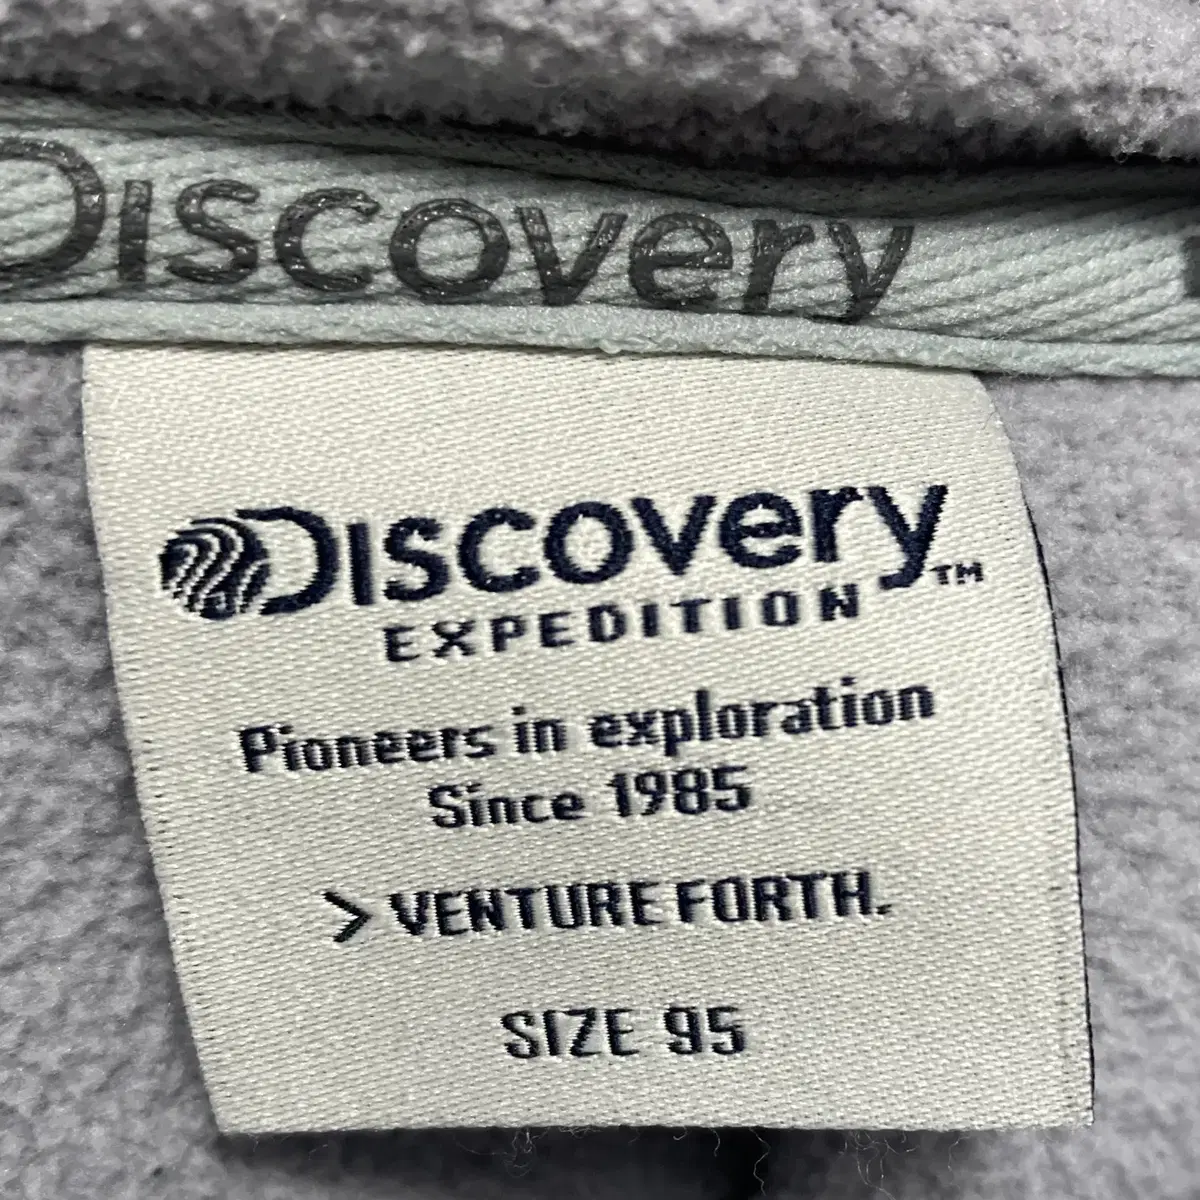 Discovery
Discovery™
EXPEDITION
Pioneers in exploration
Since 1985
> VENTURE FORTH.
SIZE 95